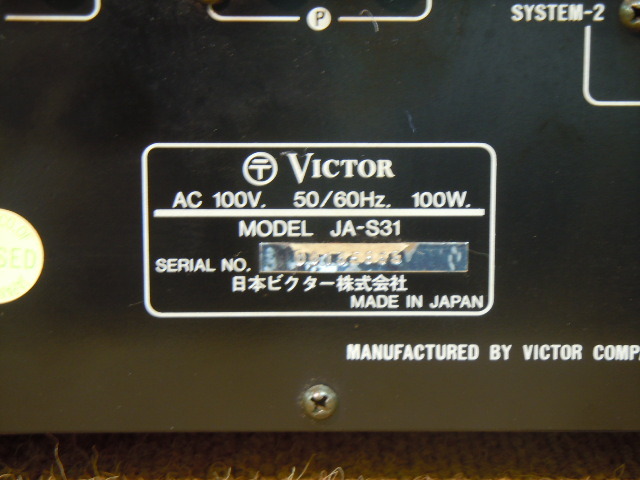 P
SYSTEM-2
VICTOR
AC 100V. 50/60Hz. 100W.
MODEL JA-S31
SERIAL NO.
日本ビクター株式会社
MADE IN JAPAN
MANUFACTURED BY VICTOR